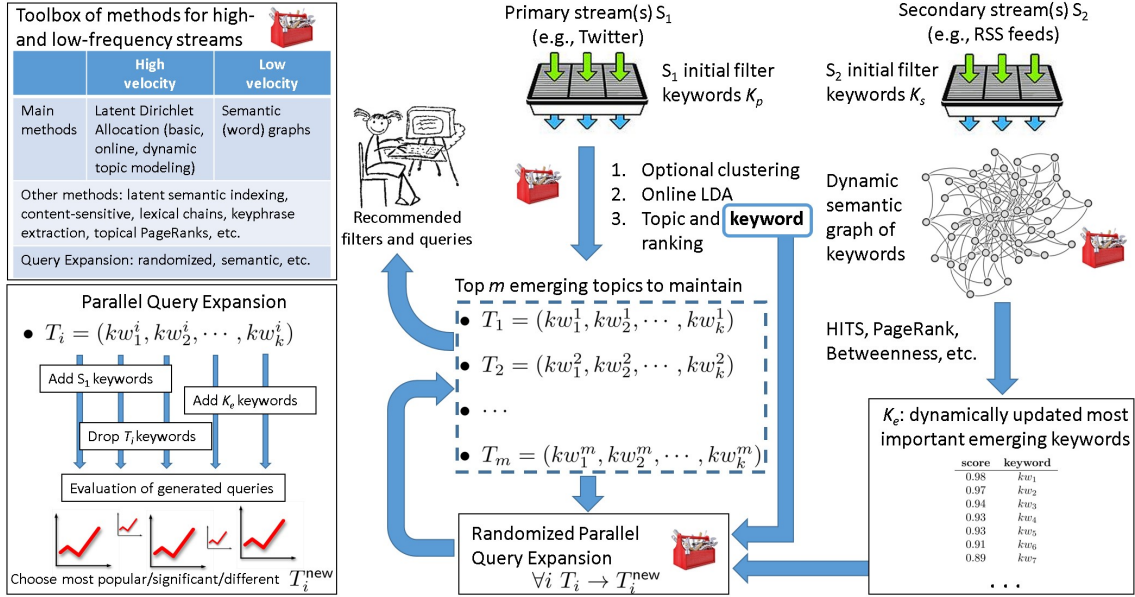 Toolbox of methods for high-
and low-frequency streams
High
velocity
Low
velocity
Main
methods
Latent Dirichlet
Allocation (basic,
online, dynamic
topic modeling)
Semantic
(word) graphs
Other methods: latent semantic indexing,
content-sensitive, lexical chains, keyphrase
extraction, topical PageRanks, etc.
Query Expansion: randomized, semantic, etc.
Parallel Query Expansion
• T_i = (kw_1^i, kw_2^i, ⋯, kw_k^i)
Add S₁ keywords
Add K_e keywords
Drop T_i keywords
Evaluation of generated queries
Choose most popular/significant/different T_i^new
Recommended
filters and queries
Primary stream(s) S₁
(e.g., Twitter)
S₁ initial filter
keywords K_p
1. Optional clustering
2. Online LDA
3. Topic and keyword
ranking
Top m emerging topics to maintain
• T_1 = (kw_1^1, kw_2^1, ⋯, kw_k^1)
• T_2 = (kw_1^2, kw_2^2, ⋯, kw_k^2)
• ⋯
• T_m = (kw_1^m, kw_2^m, ⋯, kw_k^m)
Randomized Parallel
Query Expansion
∀i T_i → T_i^new
Secondary stream(s) S₂
(e.g., RSS feeds)
S₂ initial filter
keywords K_s
Dynamic
semantic
graph of
keywords
HITS, PageRank,
Betweenness, etc.
K_e: dynamically updated most
important emerging keywords
score keyword
0.98 kw₁
0.97 kw₂
0.94 kw₃
0.93 kw₄
0.93 kw₅
0.91 kw₆
0.89 kw₇
...